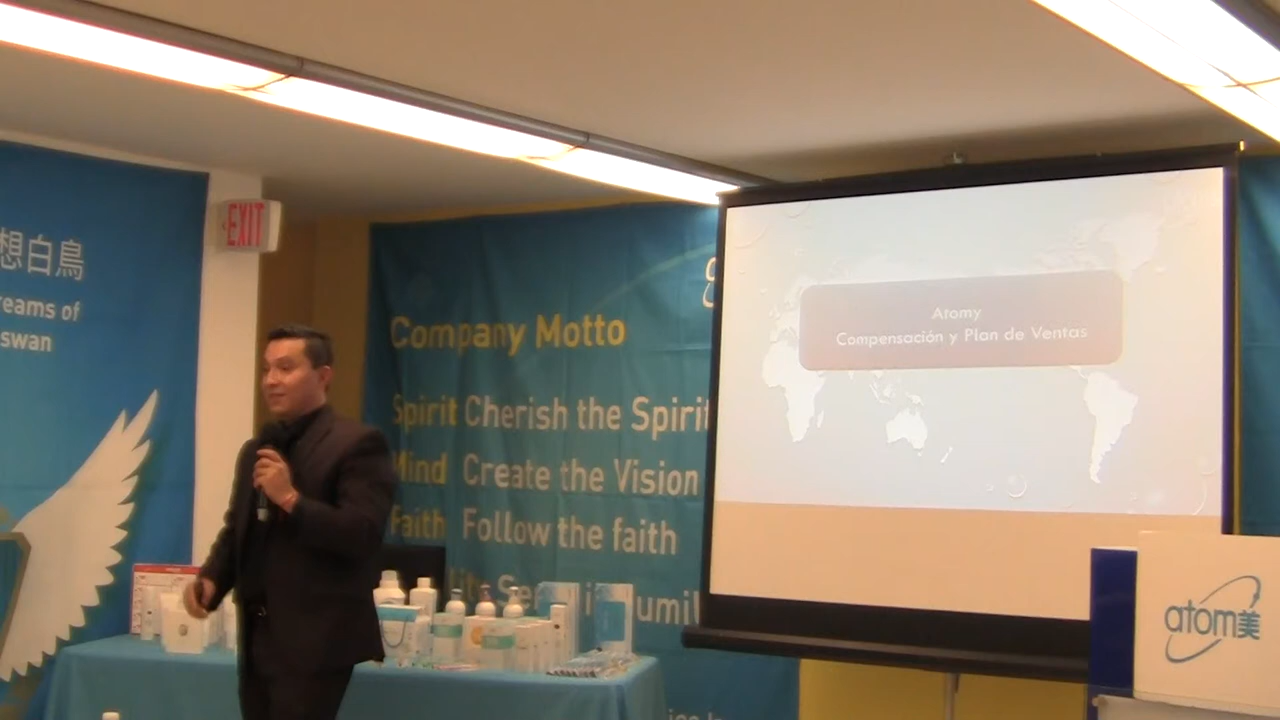 想白鳥
reams of
swan
EXIT
Company Motto
Spirit Cherish the Spirit
Mind Create the Vision
Faith Follow the faith
Atomy
Compensación y Plan de Ventas
atom美